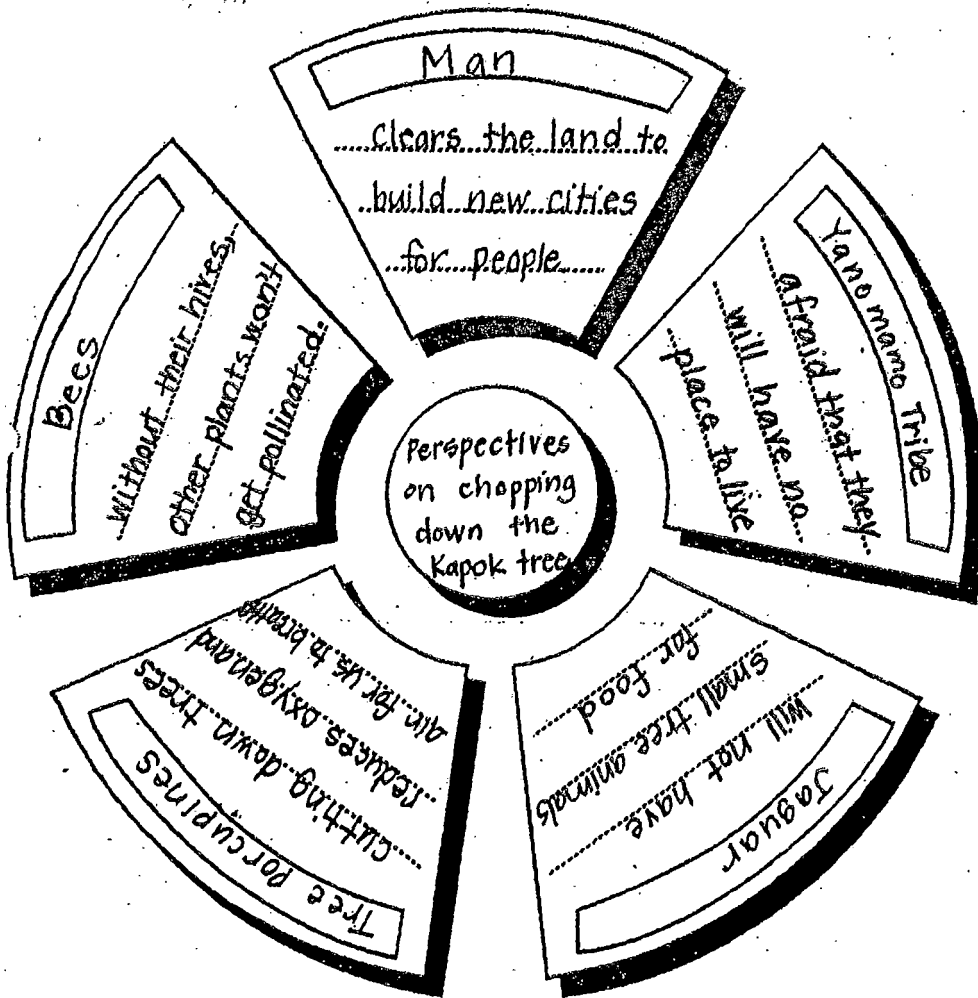 Man
clears the land to
build new cities
for people
Yanomamo Tribe
afraid that they
will have no
place to live
Jaguar
will not have
small tree animals
for food
Tree Porcupines
cutting down trees
reduces oxygen and
air for us to breathe
Bees
without their hives,
other plants won't
get pollinated.
Perspectives
on chopping
down the
Kapok tree